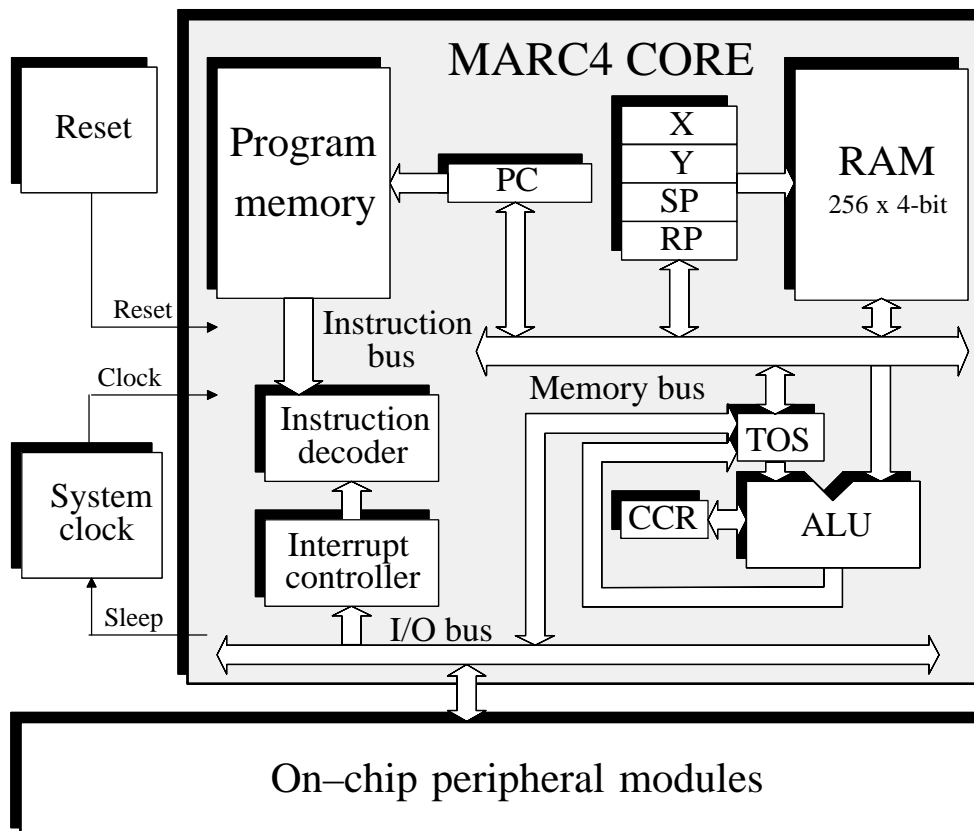 MARC4 CORE
Reset
Program
memory
PC
X
Y
SP
RP
RAM
256 x 4-bit
Reset
Instruction
bus
Clock
Memory bus
Instruction
decoder
TOS
System
clock
CCR
ALU
Interrupt
controller
Sleep
I/O bus
On–chip peripheral modules